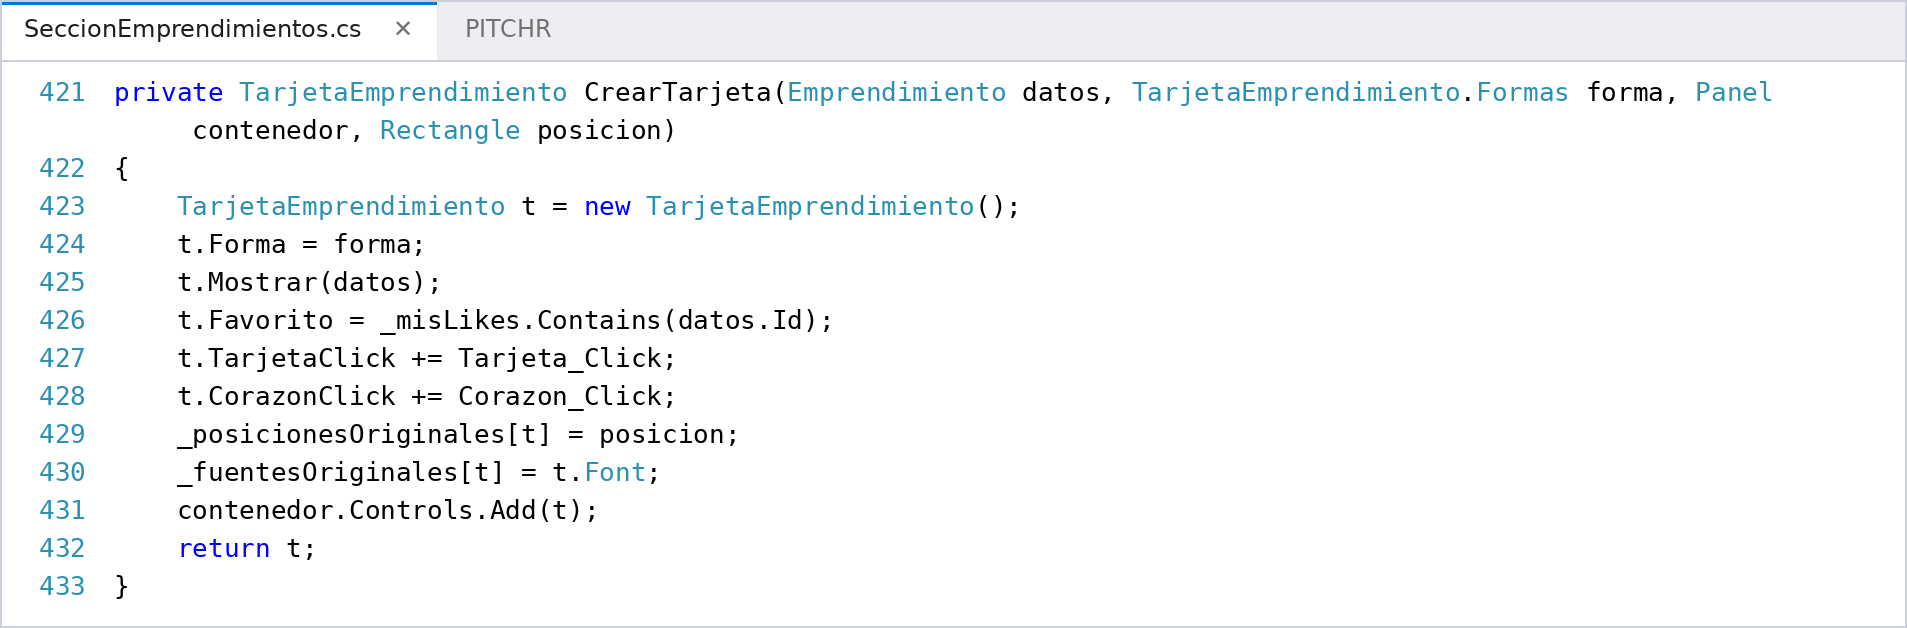 SeccionEmprendimientos.cs ✕ PITCHR
421 private TarjetaEmprendimiento CrearTarjeta(Emprendimiento datos, TarjetaEmprendimiento.Formas forma, Panel
contenedor, Rectangle posicion)
422 {
423     TarjetaEmprendimiento t = new TarjetaEmprendimiento();
424     t.Forma = forma;
425     t.Mostrar(datos);
426     t.Favorito = _misLikes.Contains(datos.Id);
427     t.TarjetaClick += Tarjeta_Click;
428     t.CorazonClick += Corazon_Click;
429     _posicionesOriginales[t] = posicion;
430     _fuentesOriginales[t] = t.Font;
431     contenedor.Controls.Add(t);
432     return t;
433 }